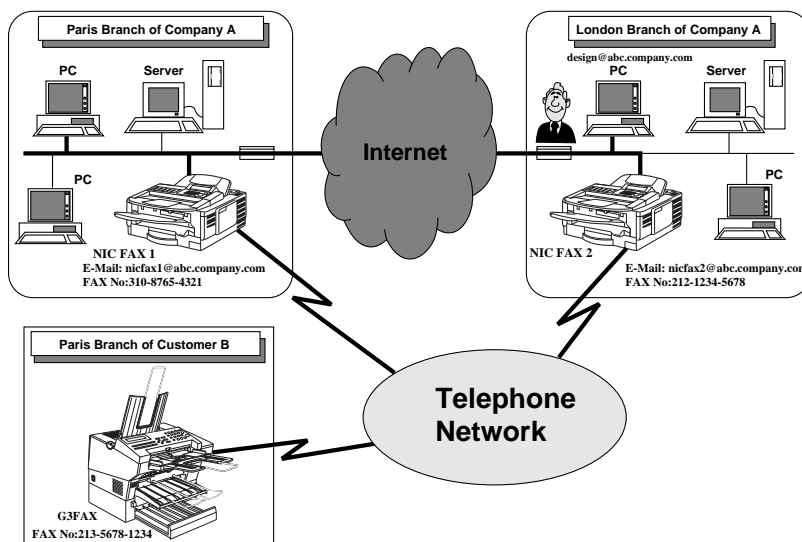 Paris Branch of Company A
PC
Server
PC
NIC FAX 1
E-Mail: nicfax1@abc.company.com
FAX No:310-8765-4321
Internet
London Branch of Company A
design@abc.company.com
PC
Server
PC
NIC FAX 2
E-Mail: nicfax2@abc.company.com
FAX No:212-1234-5678
Paris Branch of Customer B
G3FAX
FAX No:213-5678-1234
Telephone
Network